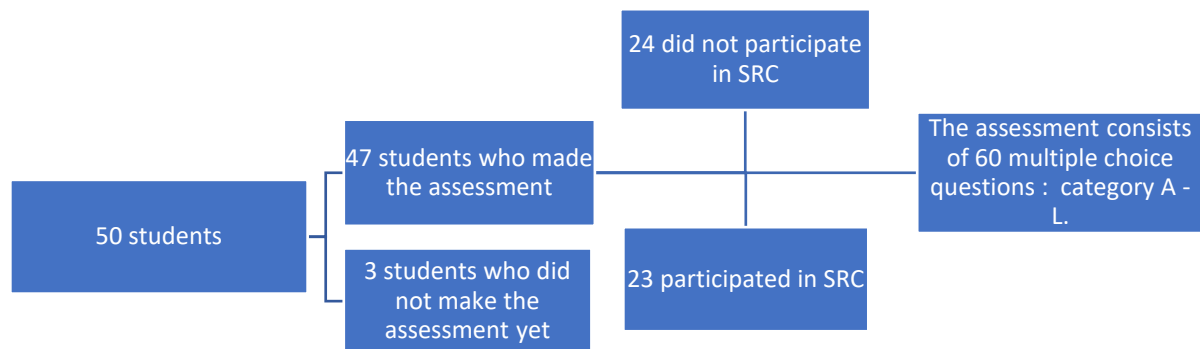 50 students
47 students who made
the assessment
3 students who did
not make the
assessment yet
24 did not participate
in SRC
23 participated in SRC
The assessment consists
of 60 multiple choice
questions :  category A -
L.